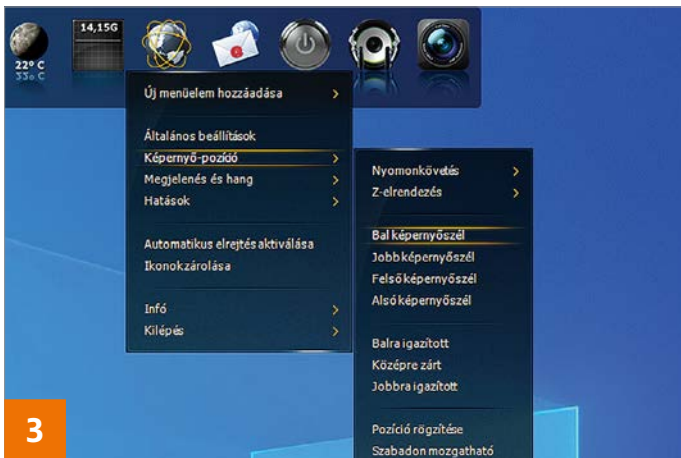 14,15G
22° C
Új menüelem hozzáadása
Általános beállítások
Képernyő-pozíció
Megjelenés és hang
Hatások
Automatikus elrejtés aktiválása
Ikonok zárolása
Infó
Kilépés
Nyomonkövetés
Z-elrendezés
Bal képernyőszél
Jobb képernyőszél
Felső képernyőszél
Alsó képernyőszél
Balra igazított
Középre zárt
Jobbra igazított
Pozíció rögzítése
Szabadon mozgatható
3